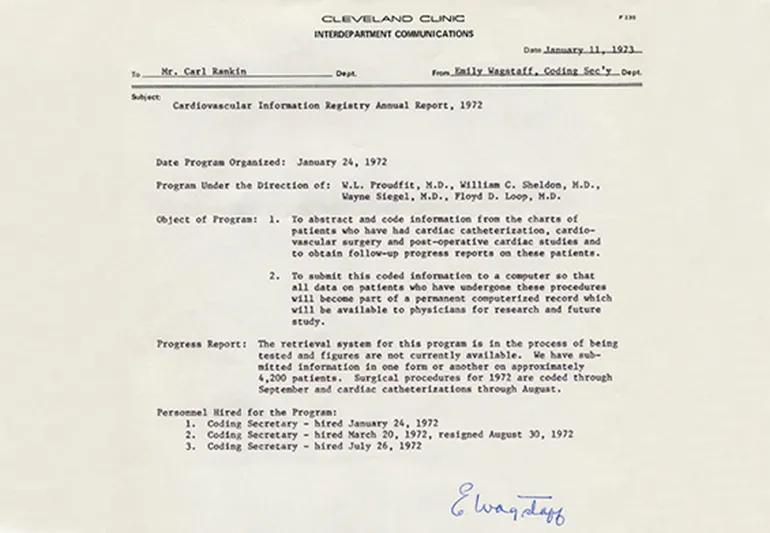 CLEVELAND CLINIC
P 235
INTERDEPARTMENT COMMUNICATIONS
Date January 11, 1973
To Mr. Carl Rankin Dept. From Emily Wagstaff, Coding Sec'y Dept.
Subject:
Cardiovascular Information Registry Annual Report, 1972
Date Program Organized: January 24, 1972
Program Under the Direction of: W.L. Proudfit, M.D., William C. Sheldon, M.D.,
Wayne Siegel, M.D., Floyd D. Loop, M.D.
Object of Program: 1. To abstract and code information from the charts of
patients who have had cardiac catheterization, cardio-
vascular surgery and post-operative cardiac studies and
to obtain follow-up progress reports on these patients.
2. To submit this coded information to a computer so that
all data on patients who have undergone these procedures
will become part of a permanent computerized record which
will be available to physicians for research and future
study.
Progress Report: The retrieval system for this program is in the process of being
tested and figures are not currently available. We have sub-
mitted information in one form or another on approximately
4,200 patients. Surgical procedures for 1972 are coded through
September and cardiac catheterizations through August.
Personnel Hired for the Program:
1. Coding Secretary - hired January 24, 1972
2. Coding Secretary - hired March 20, 1972, resigned August 30, 1972
3. Coding Secretary - hired July 26, 1972
E Wagstaff